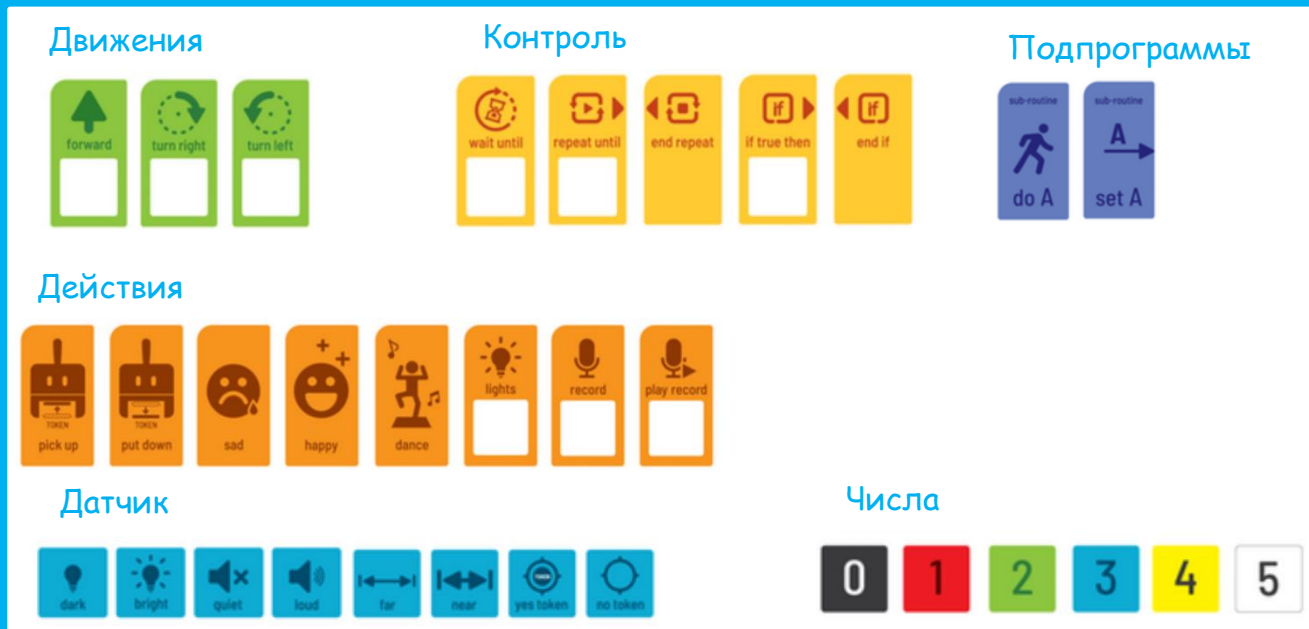 Движения
Контроль
Подпрограммы
forward
turn right
turn left
wait until
repeat until
end repeat
if
if true then
if
end if
sub-routine
do A
sub-routine
A
set A
Действия
TOKEN
pick up
TOKEN
put down
sad
happy
dance
lights
record
play record
Датчик
Числа
dark
bright
quiet
loud
far
near
TOKEN
yes token
no token
0 1 2 3 4 5